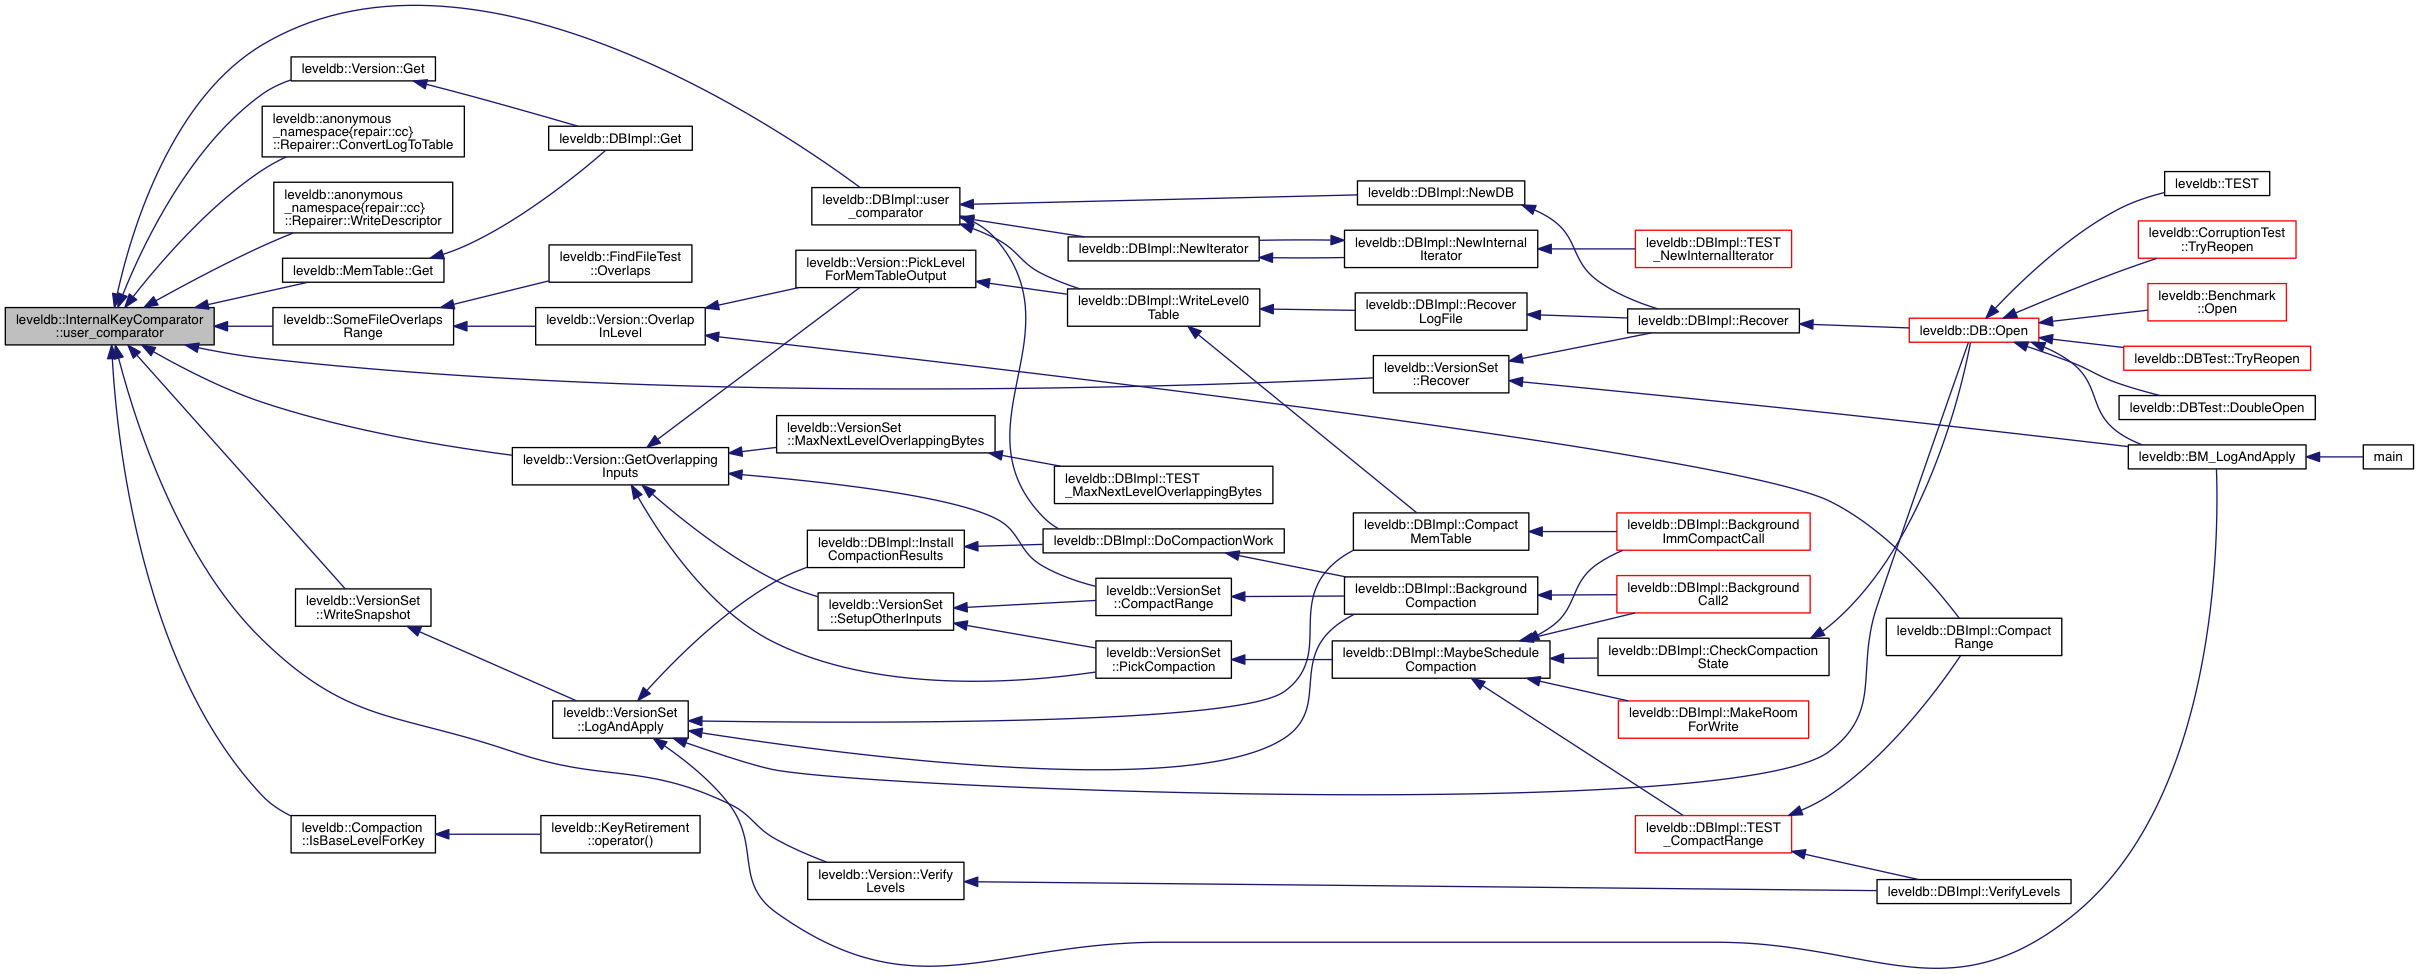 leveldb::InternalKeyComparator
::user_comparator
leveldb::Version::Get
leveldb::anonymous
_namespace{repair::cc}
::Repairer::ConvertLogToTable
leveldb::anonymous
_namespace{repair::cc}
::Repairer::WriteDescriptor
leveldb::MemTable::Get
leveldb::SomeFileOverlaps
Range
leveldb::VersionSet
::WriteSnapshot
leveldb::Compaction
::IsBaseLevelForKey
leveldb::DBImpl::Get
leveldb::FindFileTest
::Overlaps
leveldb::Version::Overlap
InLevel
leveldb::Version::GetOverlapping
Inputs
leveldb::VersionSet
::LogAndApply
leveldb::KeyRetirement
::operator()
leveldb::DBImpl::user
_comparator
leveldb::Version::PickLevel
ForMemTableOutput
leveldb::VersionSet
::MaxNextLevelOverlappingBytes
leveldb::DBImpl::Install
CompactionResults
leveldb::VersionSet
::SetupOtherInputs
leveldb::Version::Verify
Levels
leveldb::DBImpl::NewIterator
leveldb::DBImpl::WriteLevel0
Table
leveldb::DBImpl::TEST
_MaxNextLevelOverlappingBytes
leveldb::DBImpl::DoCompactionWork
leveldb::VersionSet
::CompactRange
leveldb::VersionSet
::PickCompaction
leveldb::DBImpl::NewDB
leveldb::DBImpl::NewInternal
Iterator
leveldb::DBImpl::Recover
LogFile
leveldb::VersionSet
::Recover
leveldb::DBImpl::Compact
MemTable
leveldb::DBImpl::Background
Compaction
leveldb::DBImpl::MaybeSchedule
Compaction
leveldb::DBImpl::TEST
_NewInternalIterator
leveldb::DBImpl::Recover
leveldb::DBImpl::Background
ImmCompactCall
leveldb::DBImpl::Background
Call2
leveldb::DBImpl::CheckCompaction
State
leveldb::DBImpl::MakeRoom
ForWrite
leveldb::DBImpl::TEST
_CompactRange
leveldb::DB::Open
leveldb::DBImpl::Compact
Range
leveldb::DBImpl::VerifyLevels
leveldb::TEST
leveldb::CorruptionTest
::TryReopen
leveldb::Benchmark
::Open
leveldb::DBTest::TryReopen
leveldb::DBTest::DoubleOpen
leveldb::BM_LogAndApply
main